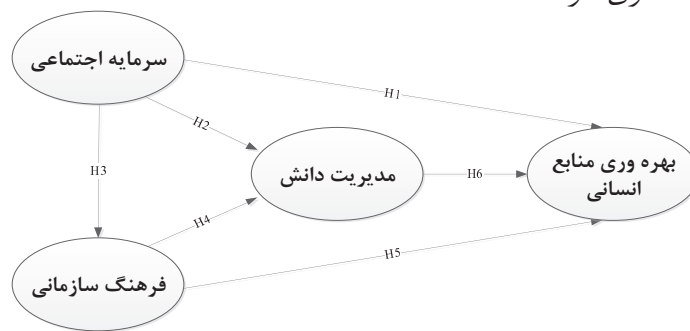 سرمایه اجتماعی
H1
H2
H3
مدیریت دانش
H6
بهره وری منابع
انسانی
H4
H5
فرهنگ سازمانی